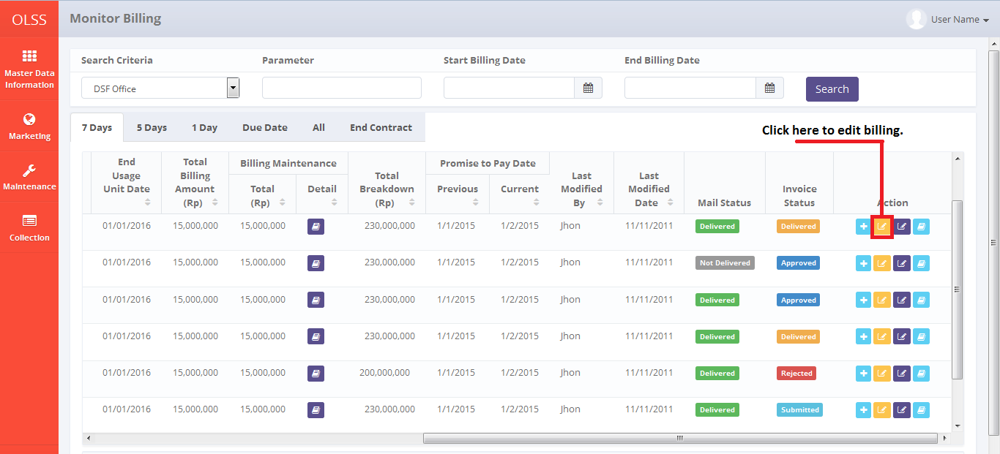 OLSS
Monitor Billing
User Name
Master Data
Information
Marketing
Maintenance
Collection
Search Criteria Parameter Start Billing Date End Billing Date
DSF Office
Search
7 Days 5 Days 1 Day Due Date All End Contract
Click here to edit billing.
End
Usage
Unit Date
Total
Billing
Amount
(Rp)
Billing Maintenance
Total
(Rp)
Detail
Total
Breakdown
(Rp)
Promise to Pay Date
Previous
Current
Last
Modified
By
Last
Modified
Date
Mail Status
Invoice
Status
Action
01/01/2016 15,000,000 15,000,000 230,000,000 1/1/2015 1/2/2015 Jhon 11/11/2011 Delivered Delivered
01/01/2016 15,000,000 15,000,000 230,000,000 1/1/2015 1/2/2015 Jhon 11/11/2011 Not Delivered Approved
01/01/2016 15,000,000 15,000,000 230,000,000 1/1/2015 1/2/2015 Jhon 11/11/2011 Delivered Approved
01/01/2016 15,000,000 15,000,000 230,000,000 1/1/2015 1/2/2015 Jhon 11/11/2011 Delivered Delivered
01/01/2016 15,000,000 15,000,000 200,000,000 1/1/2015 1/2/2015 Jhon 11/11/2011 Delivered Rejected
01/01/2016 15,000,000 15,000,000 230,000,000 1/1/2015 1/2/2015 Jhon 11/11/2011 Delivered Submitted